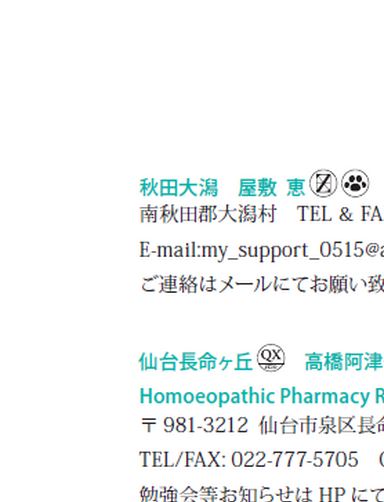 秋田大潟　屋敷 恵
南秋田郡大潟村　TEL & FA
E-mail:my_support_0515@a
ご連絡はメールにてお願い致
仙台長命ヶ丘 QX　高橋阿津
Homoeopathic Pharmacy R
〒981-3212 仙台市泉区長命
TEL/FAX: 022-777-5705
勉強会等お知らせは HP にて